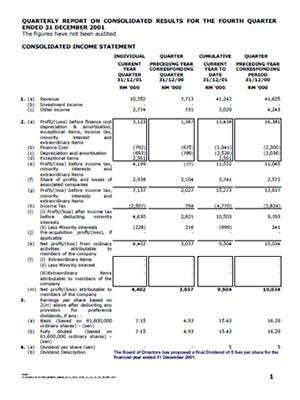 QUARTERLY REPORT ON CONSOLIDATED RESULTS FOR THE FOURTH QUARTER
ENDED 31 DECEMBER 2001
The figures have not been audited
CONSOLIDATED INCOME STATEMENT
INDIVIDUAL QUARTER CUMULATIVE QUARTER
CURRENT YEAR QUARTER 31/12/01 PRECEDING YEAR CORRESPONDING QUARTER 31/12/00 CURRENT YEAR TO DATE 31/12/01 PRECEDING YEAR CORRESPONDING PERIOD 31/12/00
RM '000 RM '000 RM '000 RM '000
1. (a) Revenue 10,352 7,713 41,242 41,625
(b) Investment income - - - -
(c) Other income 2,774 731 3,029 4,243
2. (a) Profit/(Loss) before finance cost 3,123 1,387 13,438 16,381
depreciation & amortisation,
exceptional items, income tax,
minority interest and
extraordinary items
(b) Finance Cost (792) (675) (1,941) (2,300)
(c) Depreciation and amortisation (693) (789) (2,526) (3,036)
(d) Exceptional items 2,561 - 2,561 -
(e) Profit/(loss) before income tax, 4,199 (77) 11,532 11,045
minority interest and
extraordinary items
(f) Share of profits and losses of 2,938 2,104 3,741 2,572
associated companies
(g) Profit/(loss) before income tax, 7,137 2,027 15,273 13,617
minority interest and
extraordinary items
(h) Income Tax (2,507) 794 (4,770) (3,824)
(i) (i) Profit/(loss) after income tax 4,630 2,821 10,503 9,793
before deducting minority
interest
(ii) Less Minority interests (228) 216 (999) 241
(j) Pre-acquisition profit/(loss), if
applicable
(k) Net profit/(loss) from ordinary 4,402 3,037 9,504 10,034
activities attributable to
members of the company
(l) (i) Extraordinary items
(ii) Less Minority interest
(iii) Extraordinary items
attributable to members of the
company
(m) Net profit/(loss) attributable to 4,402 3,037 9,504 10,034
members of the company
3. Earnings per share based on
2(m) above after deducting any
provision for preference
dividends, if any: -
(a) Basic (based on 61,600,000 7.15 4.93 15.43 16.29
ordinary shares) - (sen)
(b) Fully diluted (based on 7.15 4.93 15.43 16.29
61,600,000 ordinary shares) -
(sen)
4. (a) Dividend per share (sen) 5 - 5 5
(b) Dividend Description The Board of Directors has proposed a final Dividend of 5 Sen per share for the
financial year ended 31 December 2001.
1